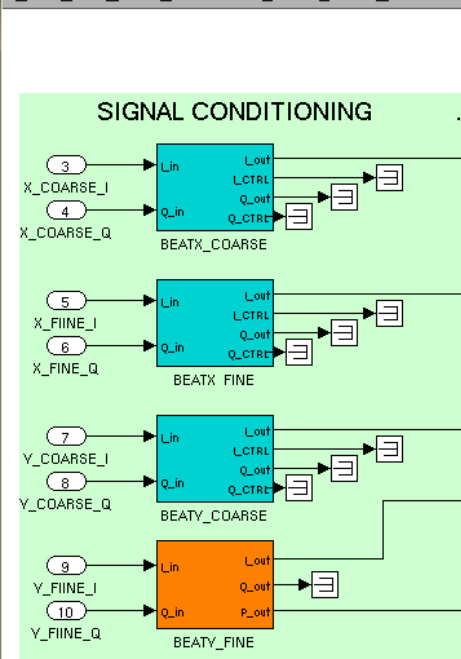 SIGNAL CONDITIONING
3
X_COARSE_I
4
X_COARSE_Q
I_in
Q_in
I_out
I_CTRL
Q_out
Q_CTRL
BEATX_COARSE
5
X_FIINE_I
6
X_FINE_Q
I_in
Q_in
I_out
I_CTRL
Q_out
Q_CTRL
BEATX FINE
7
Y_COARSE_I
8
Y_COARSE_Q
I_in
Q_in
I_out
I_CTRL
Q_out
Q_CTRL
BEATY_COARSE
9
Y_FIINE_I
10
Y_FIINE_Q
I_in
Q_in
I_out
Q_out
P_out
BEATY_FINE